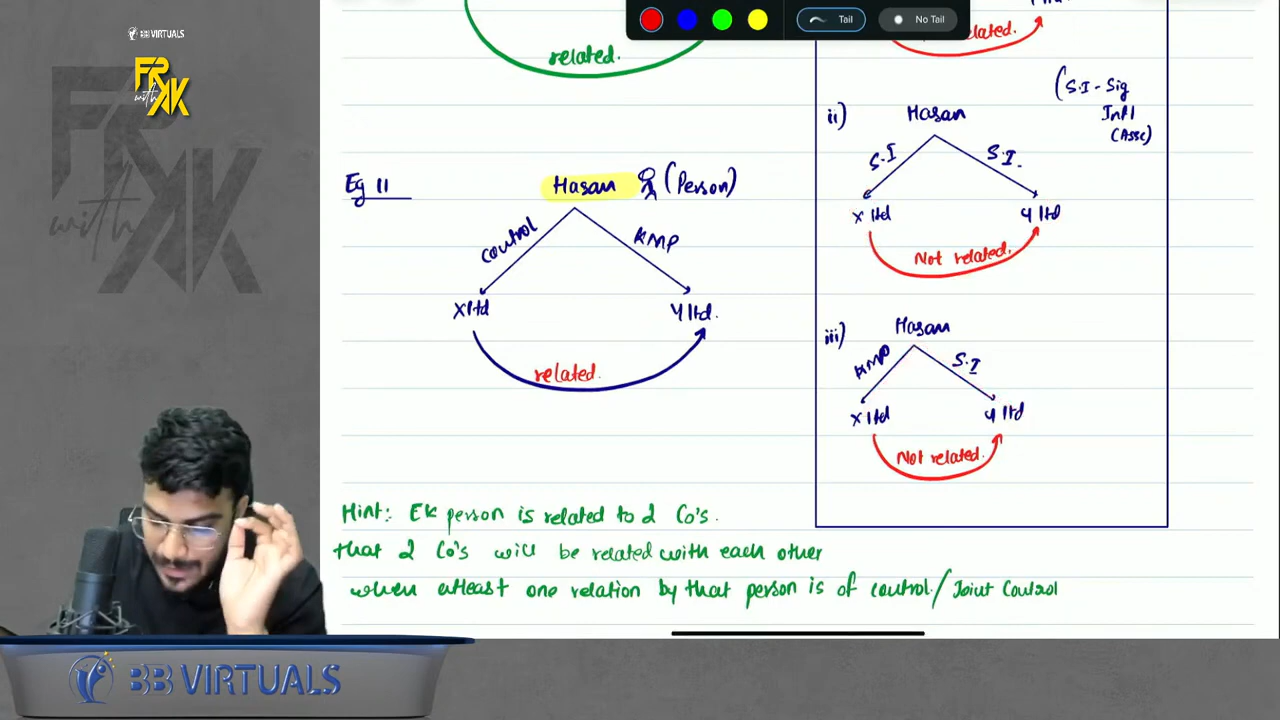 BB VIRTUALS
FR
with AK
Tail
No Tail
related.
related.
(S.I - Sig
Infl
(Assc)
ii)
Hasan
S.I
S.I.
X ltd
Y ltd
Not related.
Eg 11
Hasan (Person)
control
KMP
X ltd
Y ltd.
related.
iii)
Hasan
KMP
S.I
X ltd
Y ltd
Not related.
Hint: Ek person is related to 2 Co's.
that 2 Co's will be related with each other
when atleast one relation by that person is of control / Joint Control
BB VIRTUALS